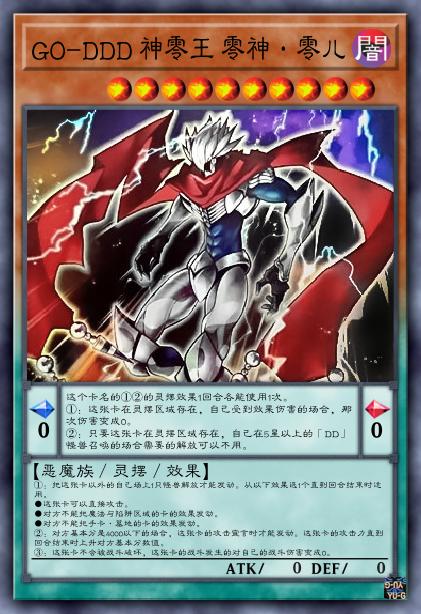 GO-DDD 神零王 零神・零儿
闇
这个卡名的①②的灵摆效果1回合各能使用1次。
①：这张卡在灵摆区域存在，自己受到效果伤害的场合，那
次伤害变成0。
②：只要这张卡在灵摆区域存在，自己在5星以上的「DD」
怪兽召唤的场合需要的解放可以不用。
0
0
【恶魔族／灵摆／效果】
①：把这张卡以外的自己场上1只怪兽解放才能发动。从以下效果选1个直到回合结束时适
用。
●这张卡可以直接攻击。
●对方不能把魔法与陷阱区域的卡的效果发动。
●对方不能把手卡・墓地的卡的效果发动。
②：对方基本分是4000以下的场合，这张卡的攻击宣言时才能发动。这张卡的攻击力直到
回合结束时上升对方基本分数值。
③：这张卡不会被战斗破坏，这张卡的战斗发生的对自己的战斗伤害变成0。
ATK/ 0 DEF/ 0